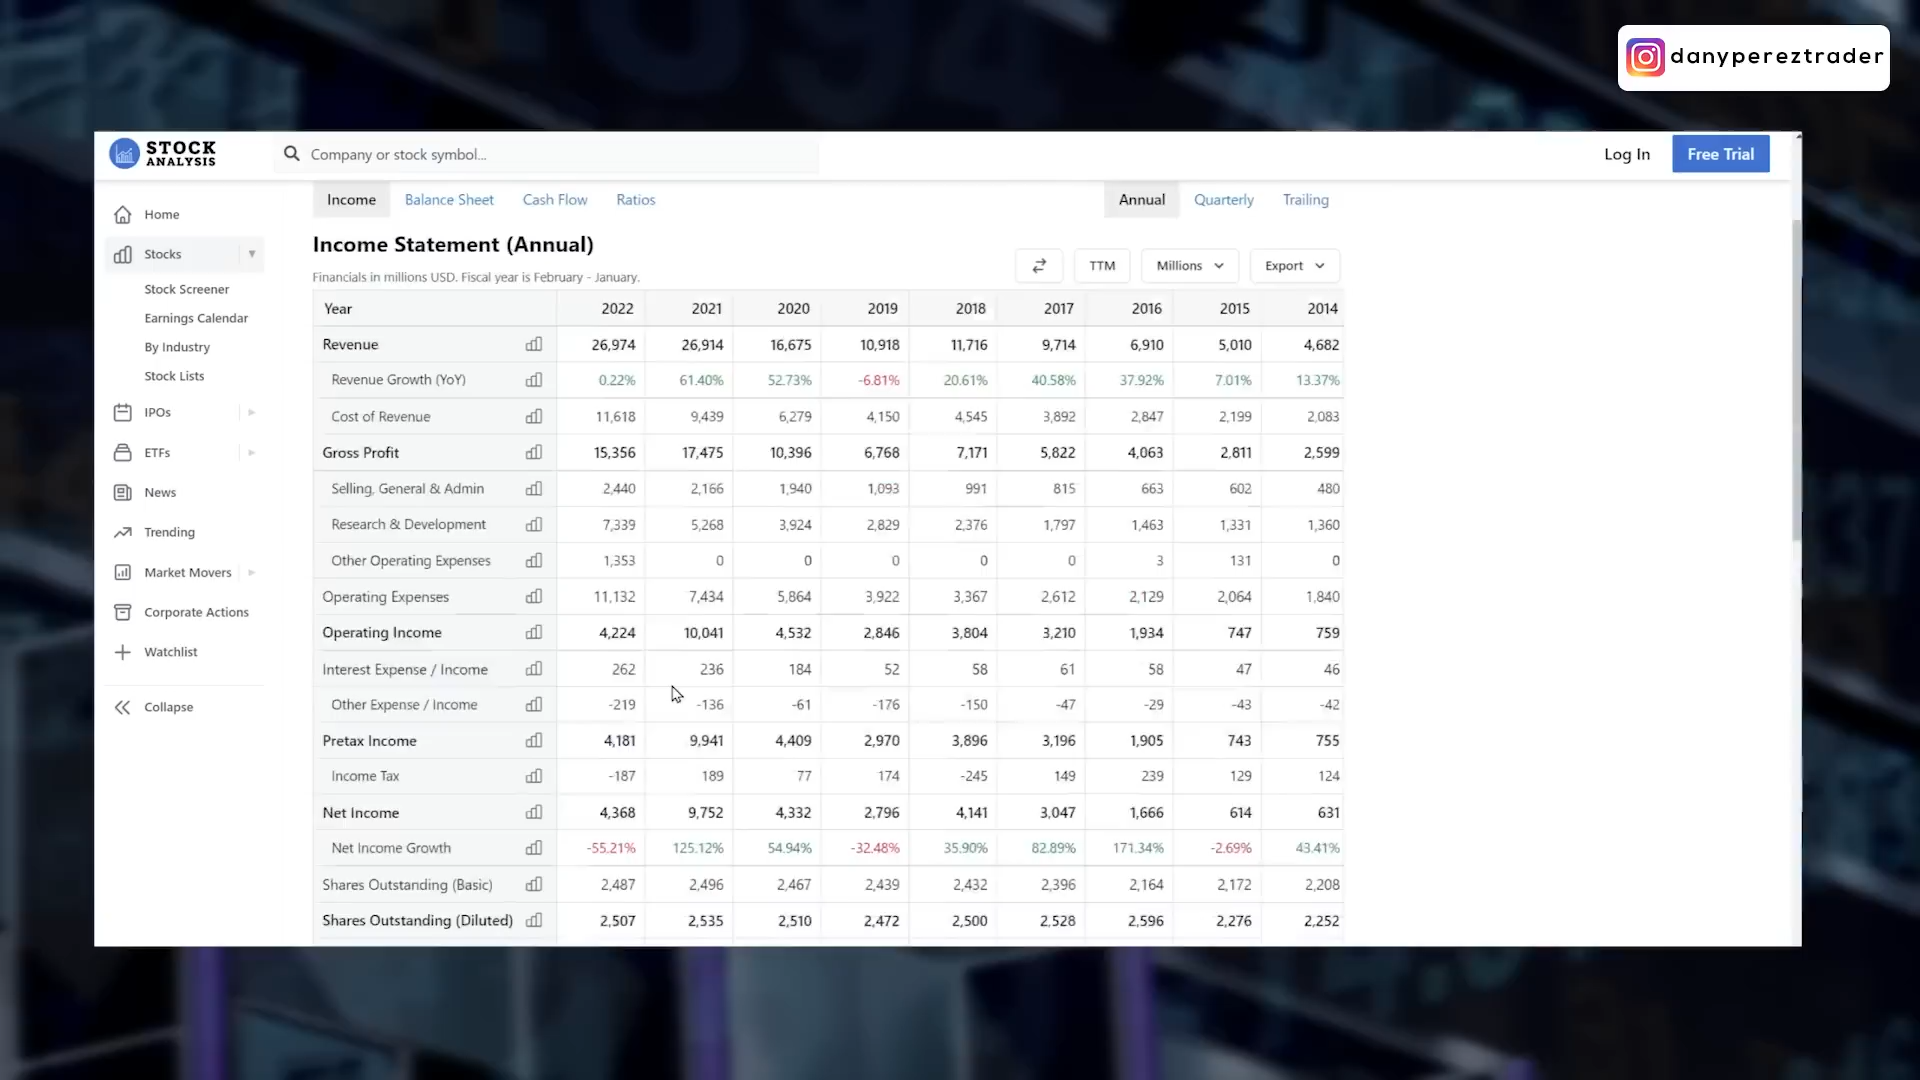 danypereztrader
STOCK
ANALYSIS
Company or stock symbol...
Log In
Free Trial
Income Balance Sheet Cash Flow Ratios Annual Quarterly Trailing
Home
Stocks
Stock Screener
Earnings Calendar
By Industry
Stock Lists
IPOs
ETFs
News
Trending
Market Movers
Corporate Actions
Watchlist
Collapse
Income Statement (Annual)
Financials in millions USD. Fiscal year is February - January.
TTM Millions Export
Year 2022 2021 2020 2019 2018 2017 2016 2015 2014
Revenue 26,974 26,914 16,675 10,918 11,716 9,714 6,910 5,010 4,682
Revenue Growth (YoY) 0.22% 61.40% 52.73% -6.81% 20.61% 40.58% 37.92% 7.01% 13.37%
Cost of Revenue 11,618 9,439 6,279 4,150 4,545 3,892 2,847 2,199 2,083
Gross Profit 15,356 17,475 10,396 6,768 7,171 5,822 4,063 2,811 2,599
Selling, General & Admin 2,440 2,166 1,940 1,093 991 815 663 602 480
Research & Development 7,339 5,268 3,924 2,829 2,376 1,797 1,463 1,331 1,360
Other Operating Expenses 1,353 0 0 0 0 0 3 131 0
Operating Expenses 11,132 7,434 5,864 3,922 3,367 2,612 2,129 2,064 1,840
Operating Income 4,224 10,041 4,532 2,846 3,804 3,210 1,934 747 759
Interest Expense / Income 262 236 184 52 58 61 58 47 46
Other Expense / Income -219 -136 -61 -176 -150 -47 -29 -43 -42
Pretax Income 4,181 9,941 4,409 2,970 3,896 3,196 1,905 743 755
Income Tax -187 189 77 174 -245 149 239 129 124
Net Income 4,368 9,752 4,332 2,796 4,141 3,047 1,666 614 631
Net Income Growth -55.21% 125.12% 54.94% -32.48% 35.90% 82.89% 171.34% -2.69% 43.41%
Shares Outstanding (Basic) 2,487 2,496 2,467 2,439 2,432 2,396 2,164 2,172 2,208
Shares Outstanding (Diluted) 2,507 2,535 2,510 2,472 2,500 2,528 2,596 2,276 2,252